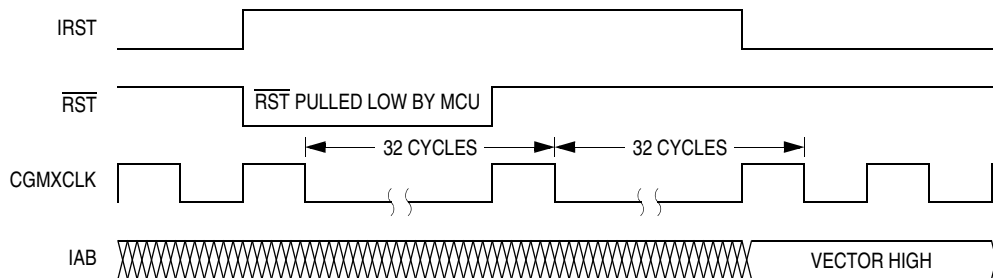 IRST
RST
RST PULLED LOW BY MCU
32 CYCLES
32 CYCLES
CGMXCLK
IAB
VECTOR HIGH